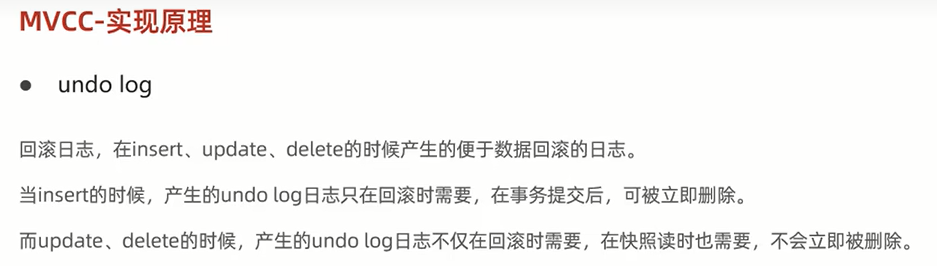 MVCC-实现原理
● undo log
回滚日志，在insert、update、delete的时候产生的便于数据回滚的日志。
当insert的时候，产生的undo log日志只在回滚时需要，在事务提交后，可被立即删除。
而update、delete的时候，产生的undo log日志不仅在回滚时需要，在快照读时也需要，不会立即被删除。